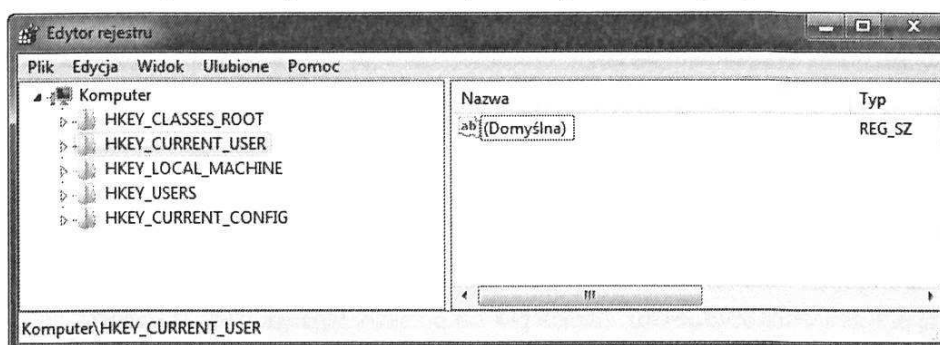 Edytor rejestru
Plik Edycja Widok Ulubione Pomoc
Komputer
HKEY_CLASSES_ROOT
HKEY_CURRENT_USER
HKEY_LOCAL_MACHINE
HKEY_USERS
HKEY_CURRENT_CONFIG
Nazwa Typ
ab (Domyślna) REG_SZ
Komputer\HKEY_CURRENT_USER